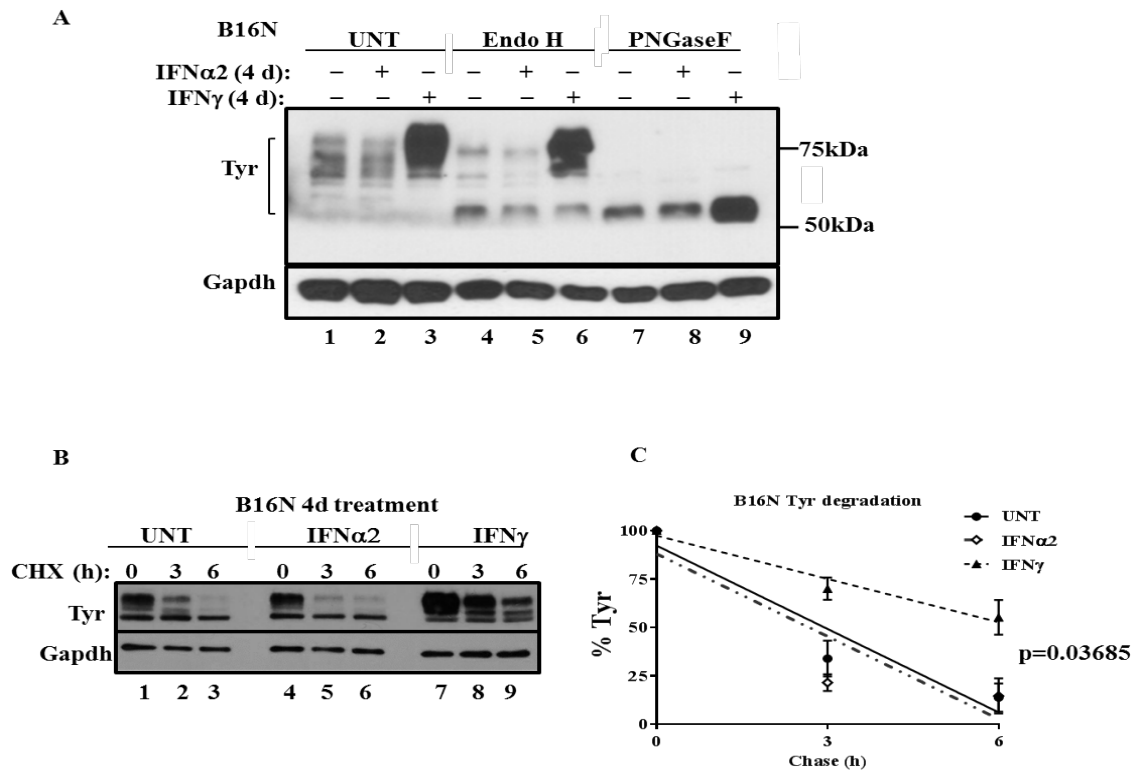 A
B16N
UNT Endo H PNGaseF
IFNα2 (4 d): – + – – + – – + –
IFNγ (4 d): – – + – – + – – +
Tyr
75kDa
50kDa
Gapdh
1 2 3 4 5 6 7 8 9
B
B16N 4d treatment
UNT IFNα2 IFNγ
CHX (h): 0 3 6 0 3 6 0 3 6
Tyr
Gapdh
1 2 3 4 5 6 7 8 9
C
B16N Tyr degradation
UNT
IFNα2
IFNγ
100
75
50
25
0
% Tyr
0 3 6
Chase (h)
p=0.03685